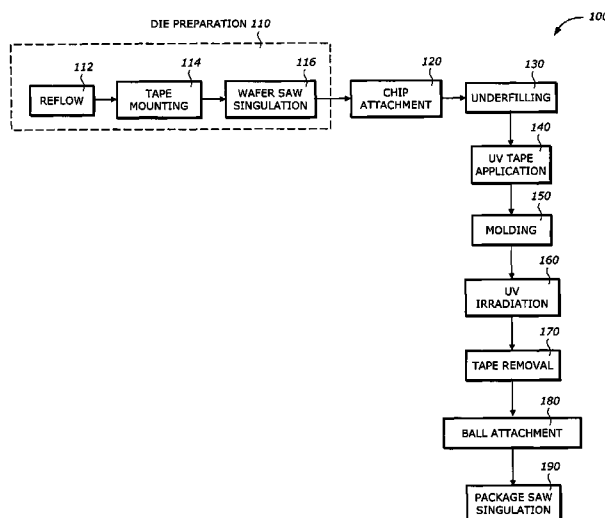 DIE PREPARATION 110
100
112
REFLOW
114
TAPE
MOUNTING
116
WAFER SAW
SINGULATION
120
CHIP
ATTACHMENT
130
UNDERFILLING
140
UV TAPE
APPLICATION
150
MOLDING
160
UV
IRRADIATION
170
TAPE REMOVAL
180
BALL ATTACHMENT
190
PACKAGE SAW
SINGULATION